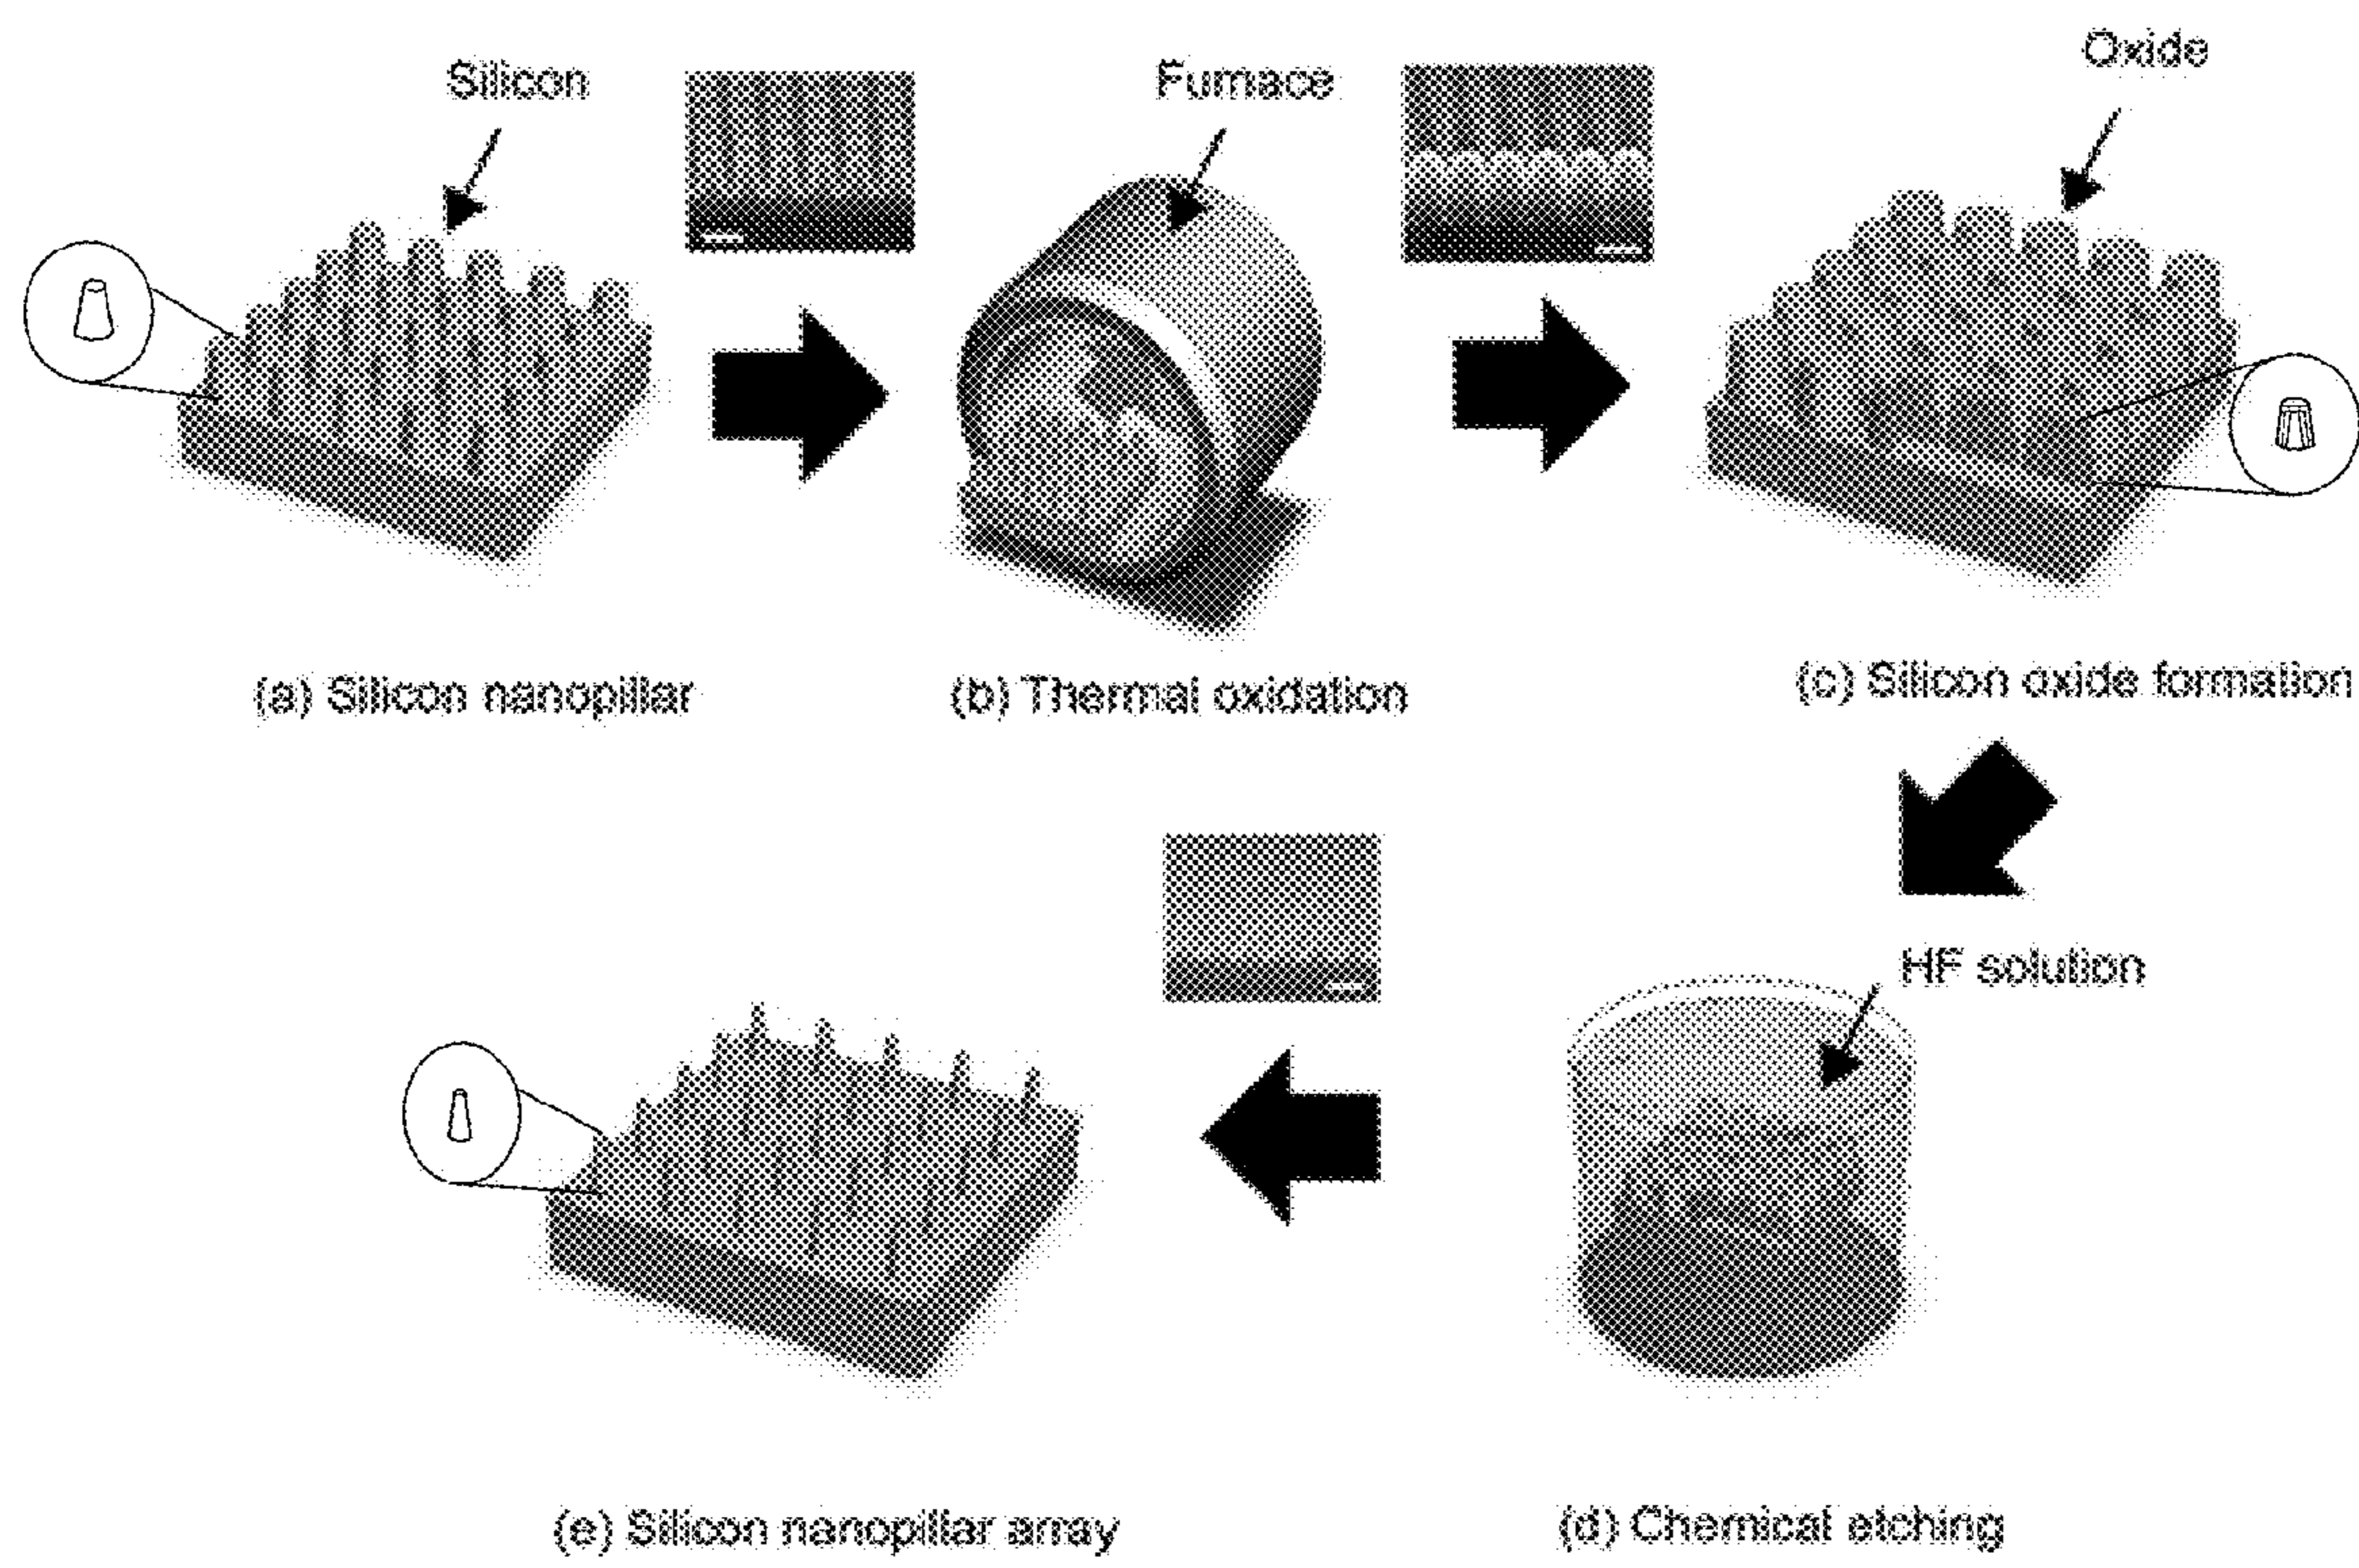 Silicon
Furnace
Oxide
(a) Silicon nanopillar
(b) Thermal oxidation
(c) Silicon oxide formation
HF solution
(e) Silicon nanopillar array
(d) Chemical etching